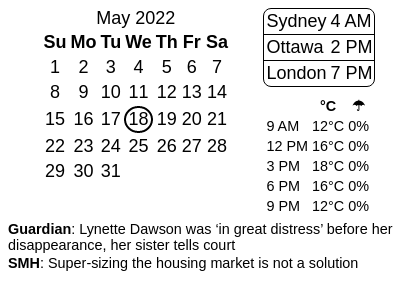 May 2022
Su Mo Tu We Th Fr Sa
1 2 3 4 5 6 7
8 9 10 11 12 13 14
15 16 17 18 19 20 21
22 23 24 25 26 27 28
29 30 31
Sydney 4 AM
Ottawa 2 PM
London 7 PM
°C ☂
9 AM 12°C 0%
12 PM 16°C 0%
3 PM 18°C 0%
6 PM 16°C 0%
9 PM 12°C 0%
Guardian: Lynette Dawson was ‘in great distress’ before her
disappearance, her sister tells court
SMH: Super-sizing the housing market is not a solution